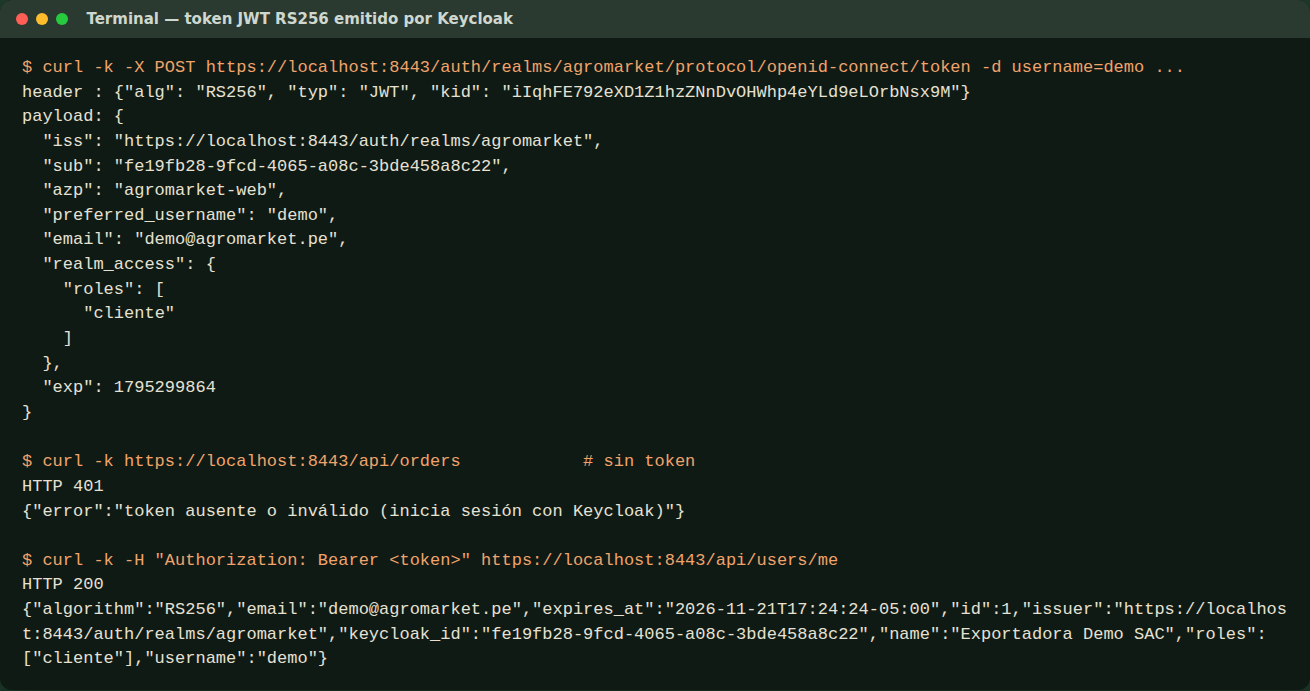 Terminal — token JWT RS256 emitido por Keycloak
$ curl -k -X POST https://localhost:8443/auth/realms/agromarket/protocol/openid-connect/token -d username=demo ...
header : {"alg": "RS256", "typ": "JWT", "kid": "iIqhFE792eXD1Z1hzZNnDvOHWhp4eYLd9eLOrbNsx9M"}
payload: {
  "iss": "https://localhost:8443/auth/realms/agromarket",
  "sub": "fe19fb28-9fcd-4065-a08c-3bde458a8c22",
  "azp": "agromarket-web",
  "preferred_username": "demo",
  "email": "demo@agromarket.pe",
  "realm_access": {
    "roles": [
      "cliente"
    ]
  },
  "exp": 1795299864
}
$ curl -k https://localhost:8443/api/orders            # sin token
HTTP 401
{"error":"token ausente o inválido (inicia sesión con Keycloak)"}
$ curl -k -H "Authorization: Bearer <token>" https://localhost:8443/api/users/me
HTTP 200
{"algorithm":"RS256","email":"demo@agromarket.pe","expires_at":"2026-11-21T17:24:24-05:00","id":1,"issuer":"https://localhos
t:8443/auth/realms/agromarket","keycloak_id":"fe19fb28-9fcd-4065-a08c-3bde458a8c22","name":"Exportadora Demo SAC","roles":
["cliente"],"username":"demo"}